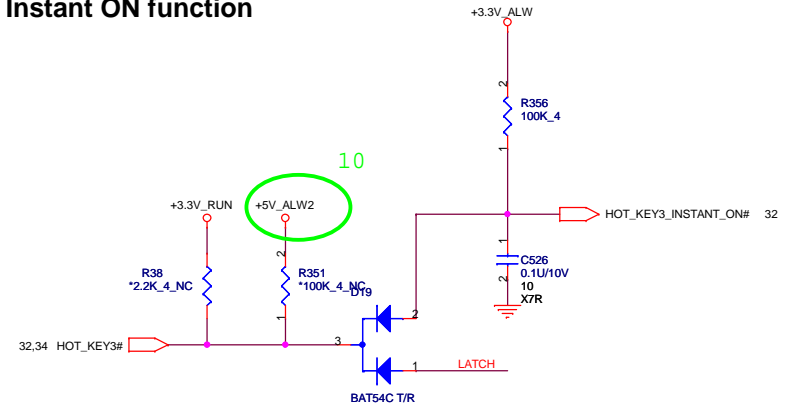 Instant ON function
+3.3V_ALW
2
R356
100K_4
1
10
+3.3V_RUN
+5V_ALW2
HOT_KEY3_INSTANT_ON# 32
R38
*2.2K_4_NC
2
R351
*100K_4_NC
1
D19
1
C526
0.1U/10V
2
10
X7R
2
32,34 HOT_KEY3#
3
1
LATCH
BAT54C T/R